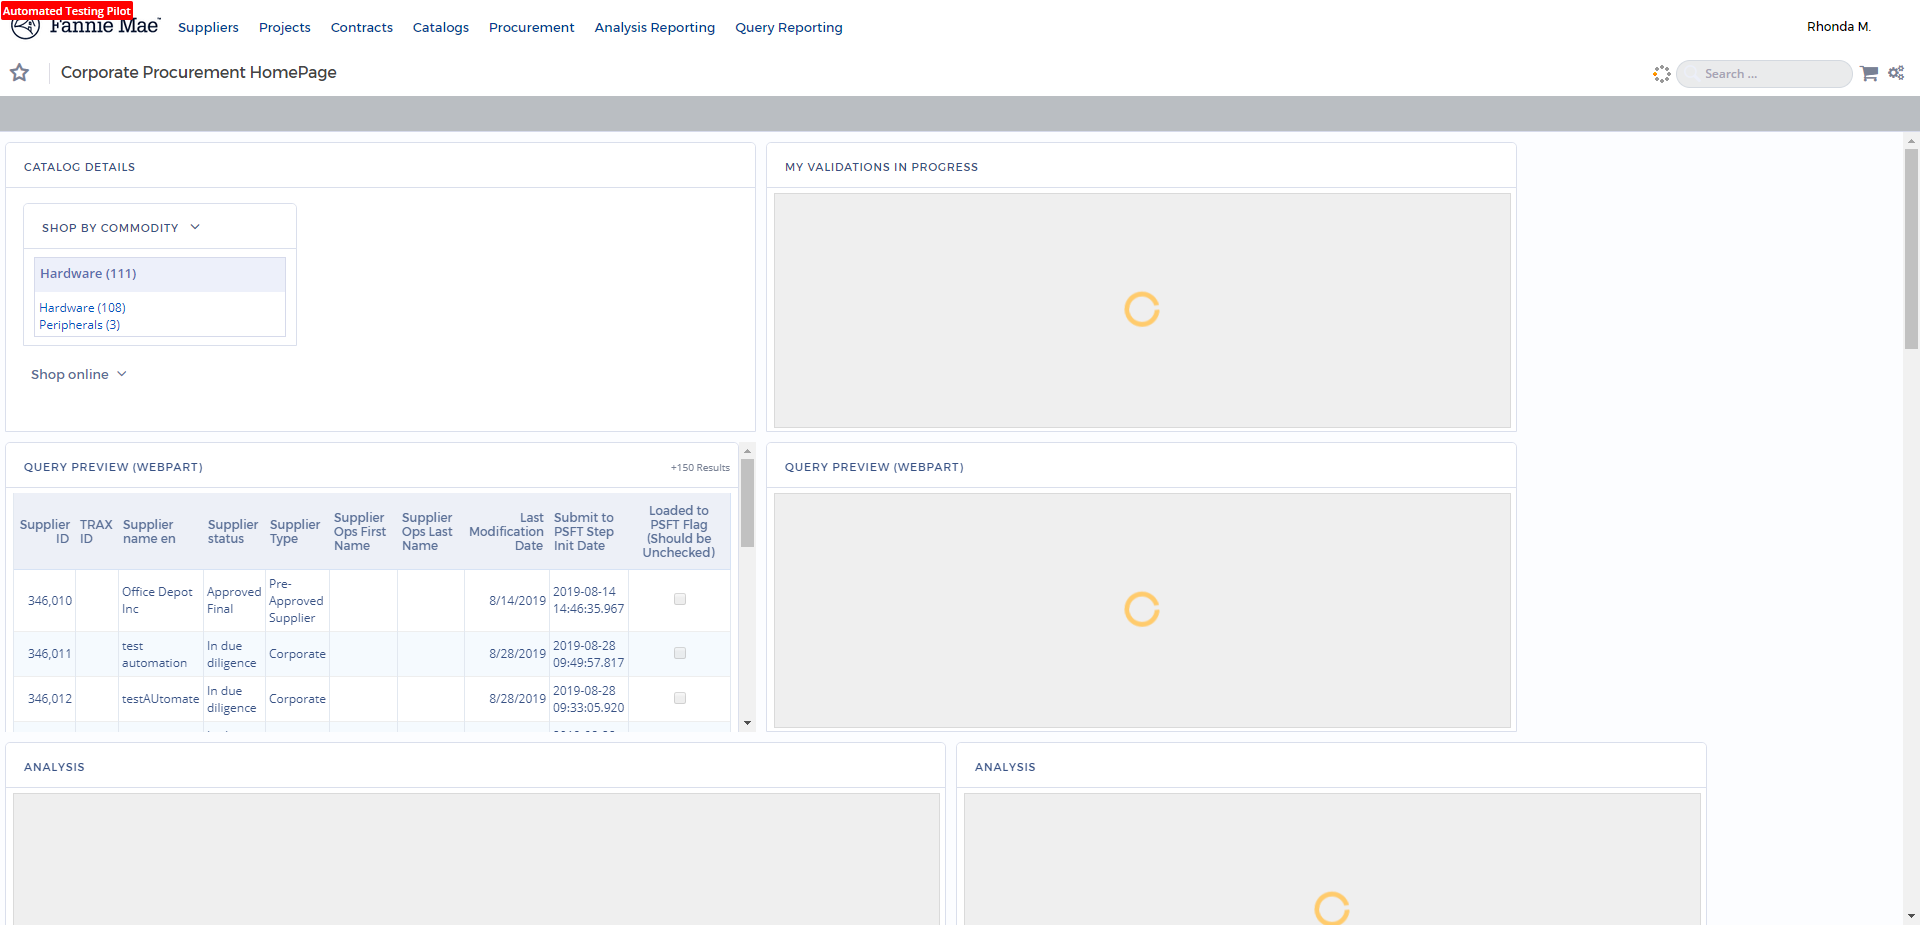 Automated Testing Pilot
Fannie Mae
Suppliers Projects Contracts Catalogs Procurement Analysis Reporting Query Reporting
Rhonda M.
Corporate Procurement HomePage
Search ...
CATALOG DETAILS
SHOP BY COMMODITY
Hardware (111)
Hardware (108)
Peripherals (3)
Shop online
MY VALIDATIONS IN PROGRESS
QUERY PREVIEW (WEBPART)
+150 Results
Supplier ID TRAX ID Supplier name en Supplier status Supplier Type Supplier Ops First Name Supplier Ops Last Name Last Modification Date Submit to PSFT Step Init Date Loaded to PSFT Flag (Should be Unchecked)
346,010 Office Depot Inc Approved Final Pre-Approved Supplier 8/14/2019 2019-08-14 14:46:35.967
346,011 test automation In due diligence Corporate 8/28/2019 2019-08-28 09:49:57.817
346,012 testAUtomate In due diligence Corporate 8/28/2019 2019-08-28 09:33:05.920
QUERY PREVIEW (WEBPART)
ANALYSIS
ANALYSIS